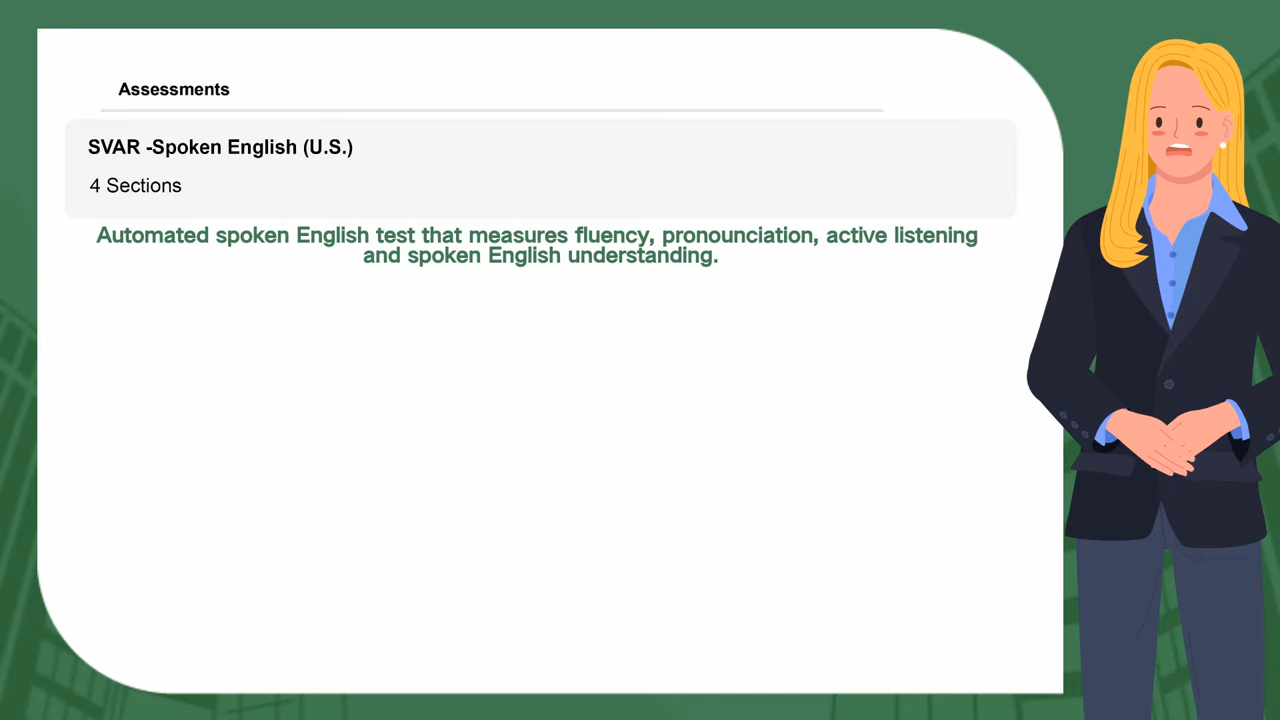 Assessments
SVAR -Spoken English (U.S.)
4 Sections
Automated spoken English test that measures fluency, pronounciation, active listening
and spoken English understanding.